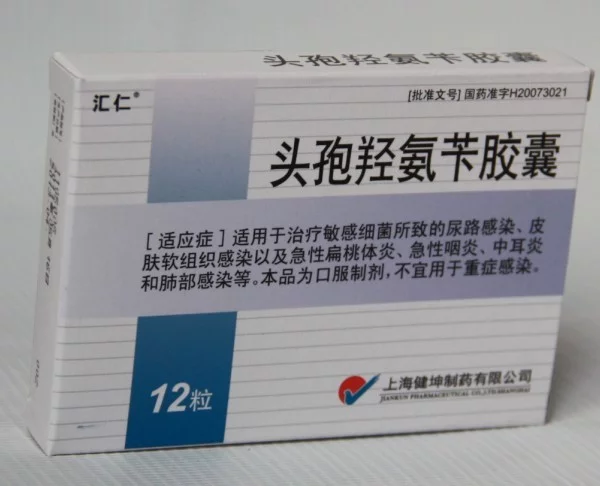 头孢羟氨苄胶囊
汇仁®
[批准文号] 国药准字H20073021
头孢羟氨苄胶囊
[适应症] 适用于治疗敏感细菌所致的尿路感染、皮
肤软组织感染以及急性扁桃体炎、急性咽炎、中耳炎
和肺部感染等。本品为口服制剂，不宜用于重症感染。
12粒
上海健坤制药有限公司
JIANKUN PHARMACEUTICAL CO.,LTD.SHANGHAI